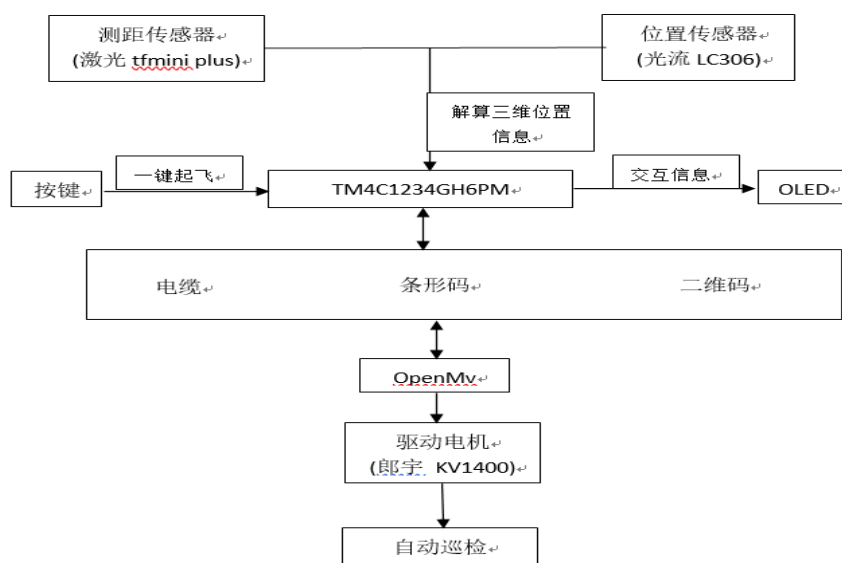 测距传感器
(激光 tfmini plus)
位置传感器
(光流 LC306)
解算三维位置
信息
按键
一键起飞
TM4C1234GH6PM
交互信息
OLED
电缆
条形码
二维码
OpenMv
驱动电机
(郎宇 KV1400)
自动巡检